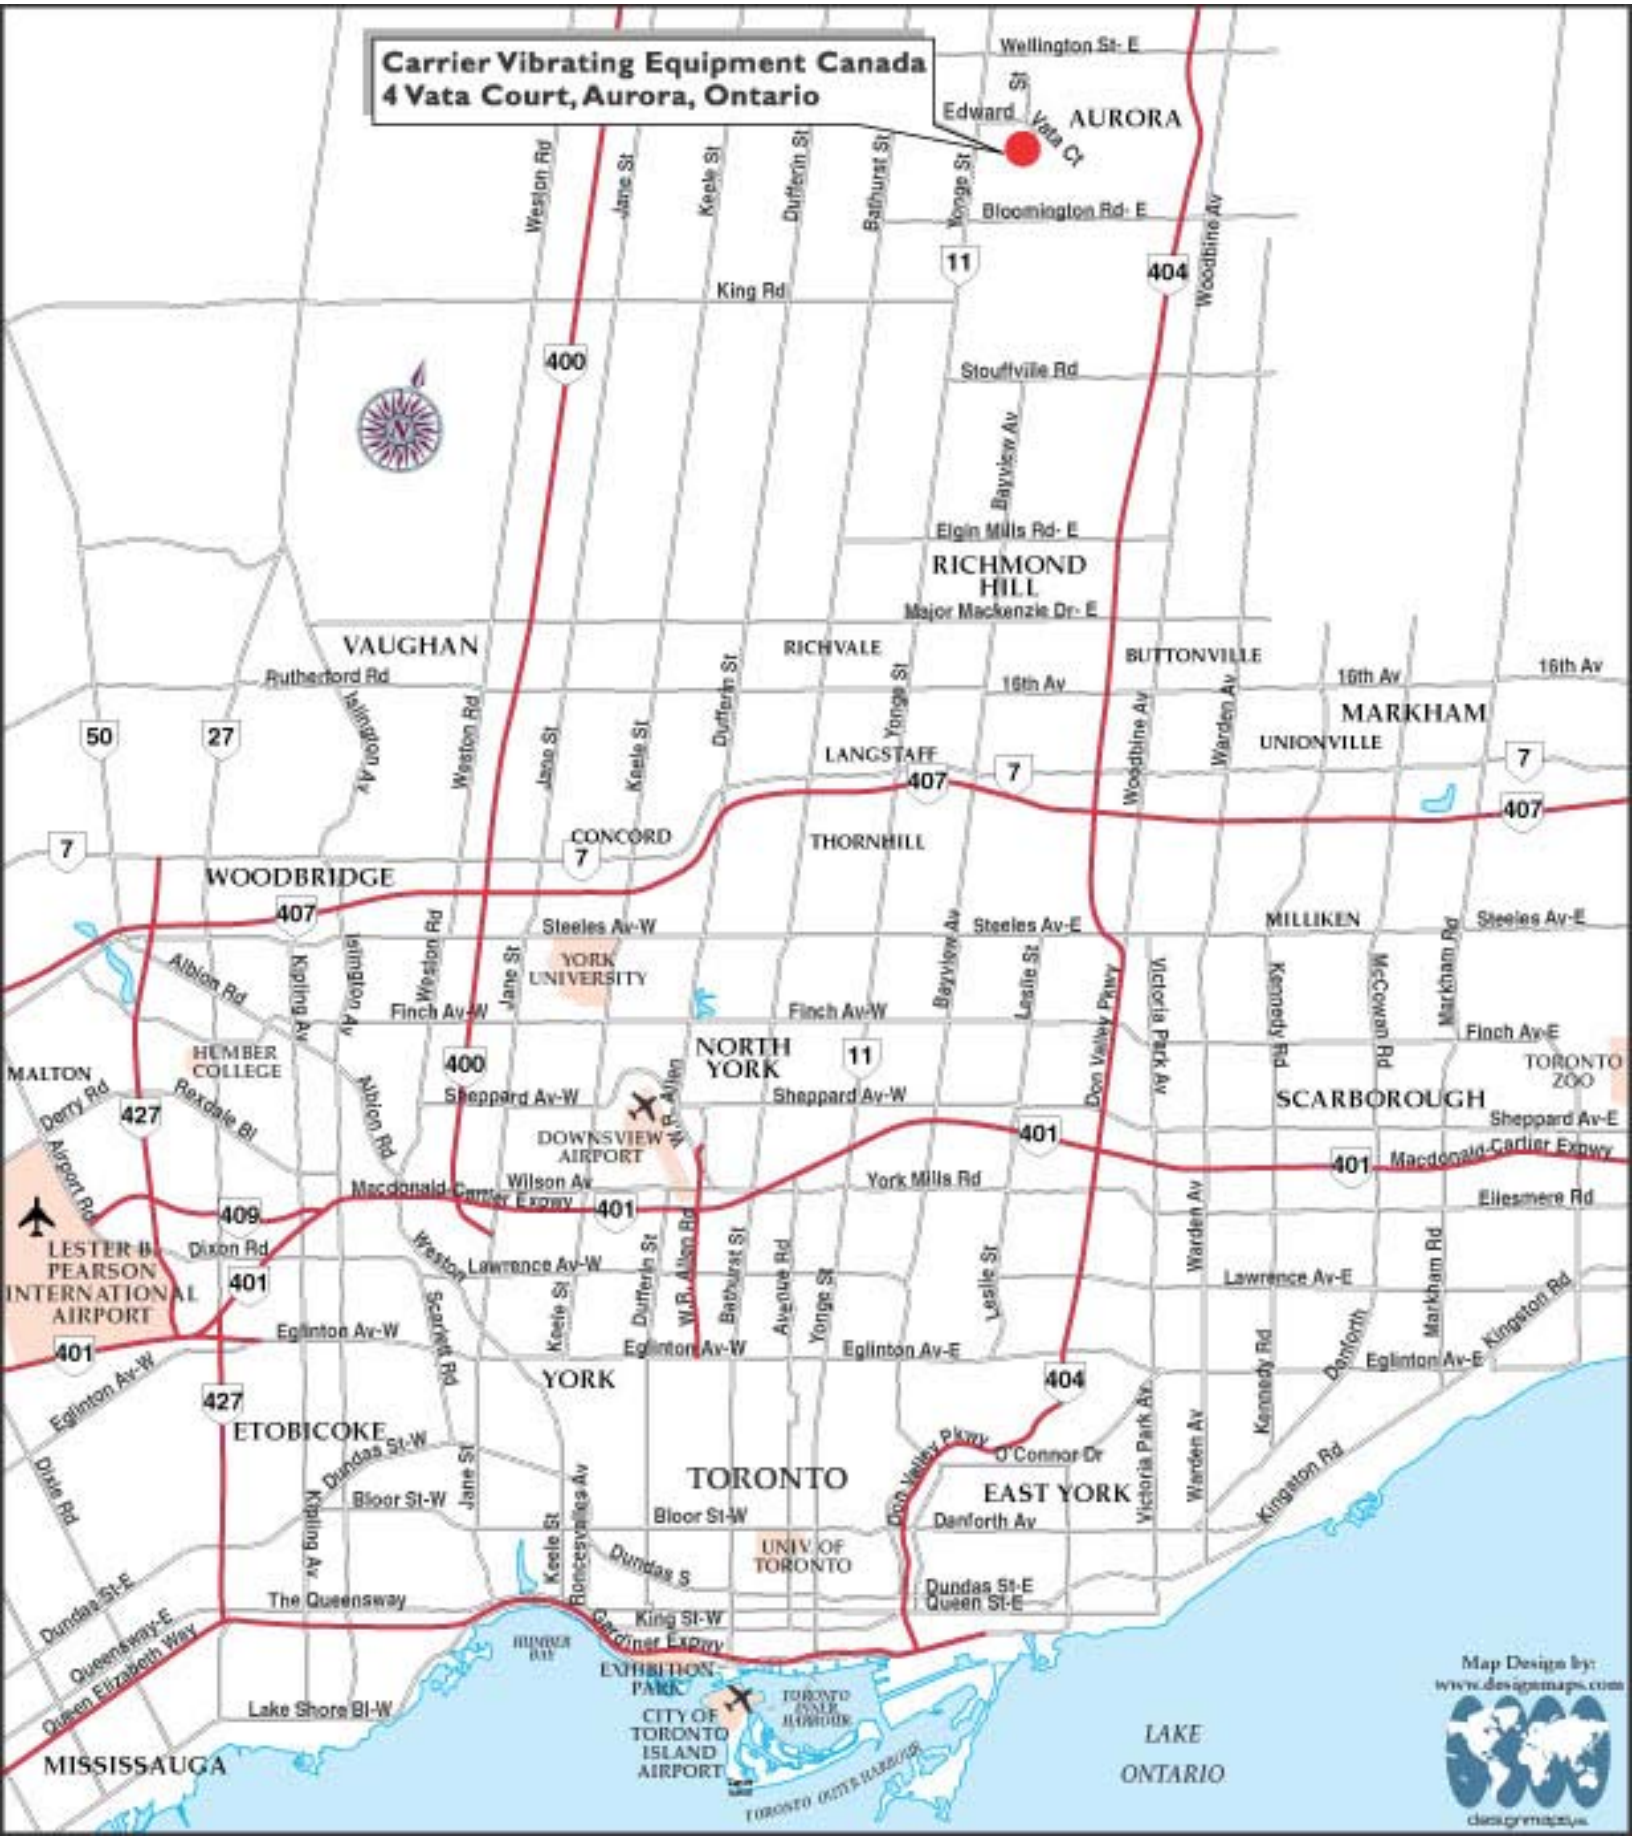 Carrier Vibrating Equipment Canada
4 Vata Court, Aurora, Ontario
Wellington St- E
St
Edward
Vata Ct
AURORA
Weston Rd
Jane St
Keele St
Dufferin St
Bathurst St
Yonge St
Bloomington Rd- E
Woodbine Av
11
404
King Rd
400
Stouffville Rd
N
Bayview Av
Elgin Mills Rd- E
RICHMOND
HILL
Major Mackenzie Dr- E
VAUGHAN
RICHVALE
BUTTONVILLE
Rutherford Rd
16th Av
16th Av
16th Av
Islington Av
Weston Rd
Jane St
Keele St
Dufferin St
Yonge St
Woodbine Av
Warden Av
MARKHAM
UNIONVILLE
50
27
LANGSTAFF
407
7
7
407
CONCORD
7
7
THORNHILL
WOODBRIDGE
407
Steeles Av-W
Steeles Av-E
MILLIKEN
Steeles Av-E
Albion Rd
Kipling Av
Islington Av
Weston Rd
Jane St
YORK
UNIVERSITY
Bayview Av
Leslie St
Don Valley Pkwy
Victoria Park Av
Kennedy Rd
McCowan Rd
Markham Rd
Finch Av-W
Finch Av-W
Finch Av-E
HUMBER
COLLEGE
400
NORTH
YORK
11
TORONTO
ZOO
MALTON
Derry Rd
Rexdale Bl
Albion Rd
Sheppard Av-W
W.R. Allen
Sheppard Av-W
SCARBOROUGH
Sheppard Av-E
427
DOWNSVIEW
AIRPORT
401
401
Macdonald-Cartier Expwy
Airport Rd
Macdonald-Cartier Expwy
Wilson Av
York Mills Rd
Ellesmere Rd
409
401
Dixon Rd
Weston
Lawrence Av-W
Lawrence Av-E
LESTER B.
PEARSON
INTERNATIONAL
AIRPORT
401
Scarlett Rd
Keele St
Dufferin St
W.R. Allen Rd
Bathurst St
Avenue Rd
Yonge St
Leslie St
Warden Av
Markham Rd
Kingston Rd
401
Eglinton Av-W
Eglinton Av-W
Eglinton Av-W
Eglinton Av-E
Kennedy Rd
Danforth
Eglinton Av-E
YORK
404
427
ETOBICOKE
Dundas St-W
Don Valley Pkwy
O'Connor Dr
Victoria Park Av
Warden Av
Kingston Rd
Dixie Rd
Kipling Av
Bloor St-W
Jane St
Keele St
Roncesvalles Av
TORONTO
Bloor St-W
EAST YORK
Danforth Av
UNIV. OF
TORONTO
Dundas S
Dundas St-E
Dundas St-E
Queen St-E
The Queensway
King St-W
Queensway-E
Queen Elizabeth Way
Gardiner Expwy
HUMBER
BAY
EXHIBITION
PARK
TORONTO
INNER
HARBOUR
CITY OF
TORONTO
ISLAND
AIRPORT
Lake Shore Bl-W
TORONTO OUTER HARBOUR
MISSISSAUGA
LAKE
ONTARIO
Map Design by:
www.designmaps.com